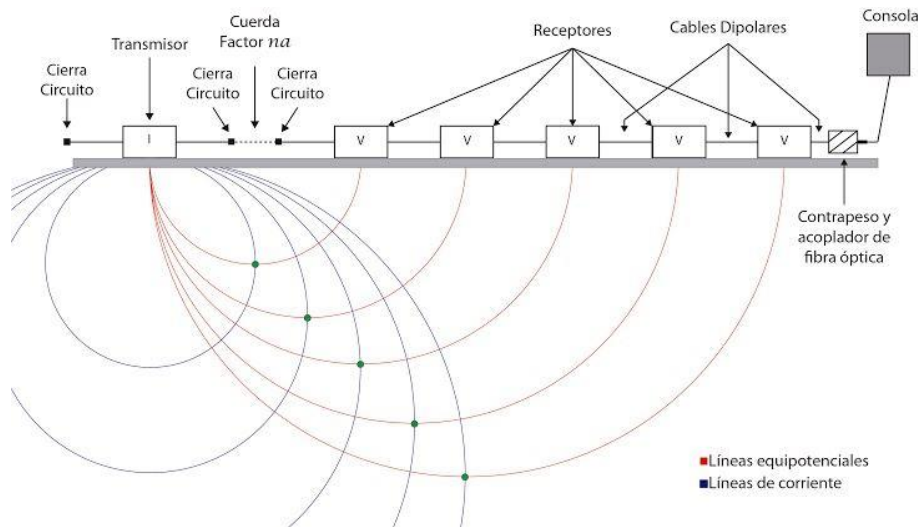 Consola
Cuerda
Factor na
Transmisor
Receptores
Cables Dipolares
Cierra
Circuito
Cierra
Circuito
Cierra
Circuito
I
V
V
V
V
V
Contrapeso y
acoplador de
fibra óptica
Líneas equipotenciales
Líneas de corriente